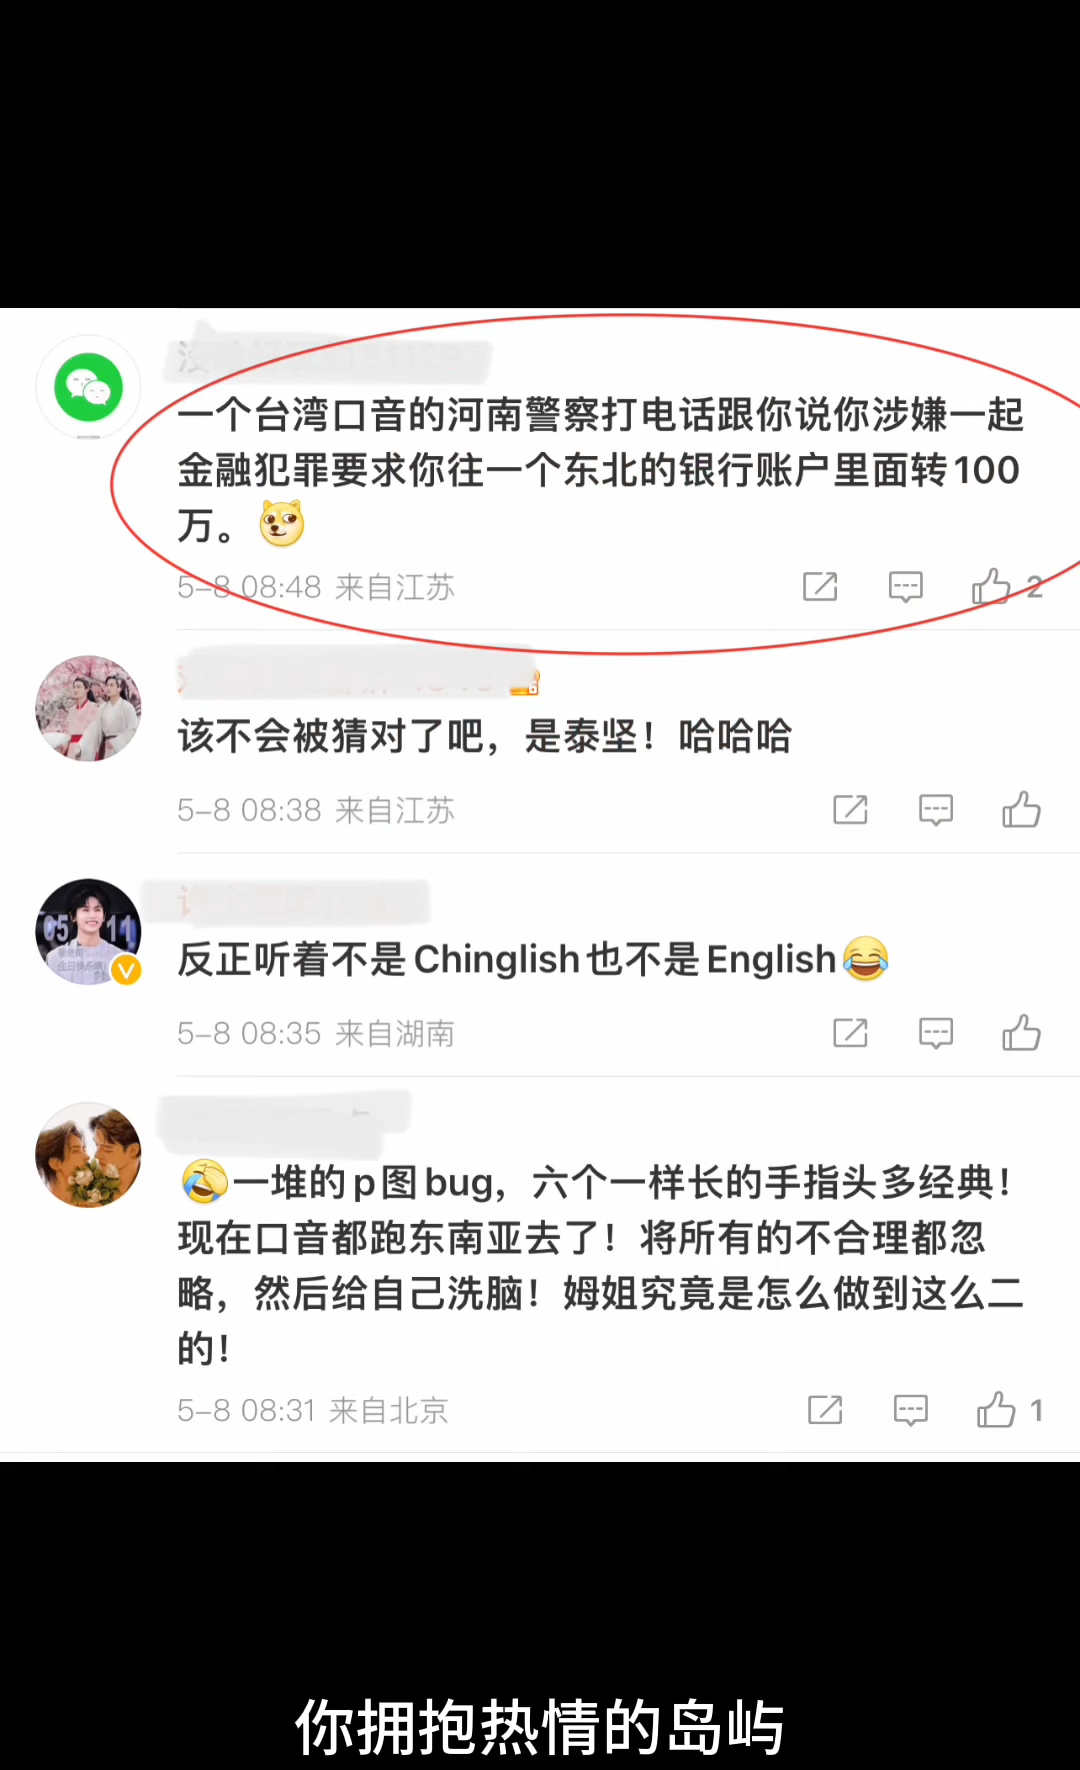 一个台湾口音的河南警察打电话跟你说你涉嫌一起
金融犯罪要求你往一个东北的银行账户里面转100
万。
5-8 08:48 来自江苏
2
该不会被猜对了吧，是泰坚！哈哈哈
5-8 08:38 来自江苏
反正听着不是Chinglish也不是English
5-8 08:35 来自湖南
一堆的p图bug，六个一样长的手指头多经典！
现在口音都跑东南亚去了！将所有的不合理都忽
略，然后给自己洗脑！姆姐究竟是怎么做到这么二
的！
5-8 08:31 来自北京
1
你拥抱热情的岛屿